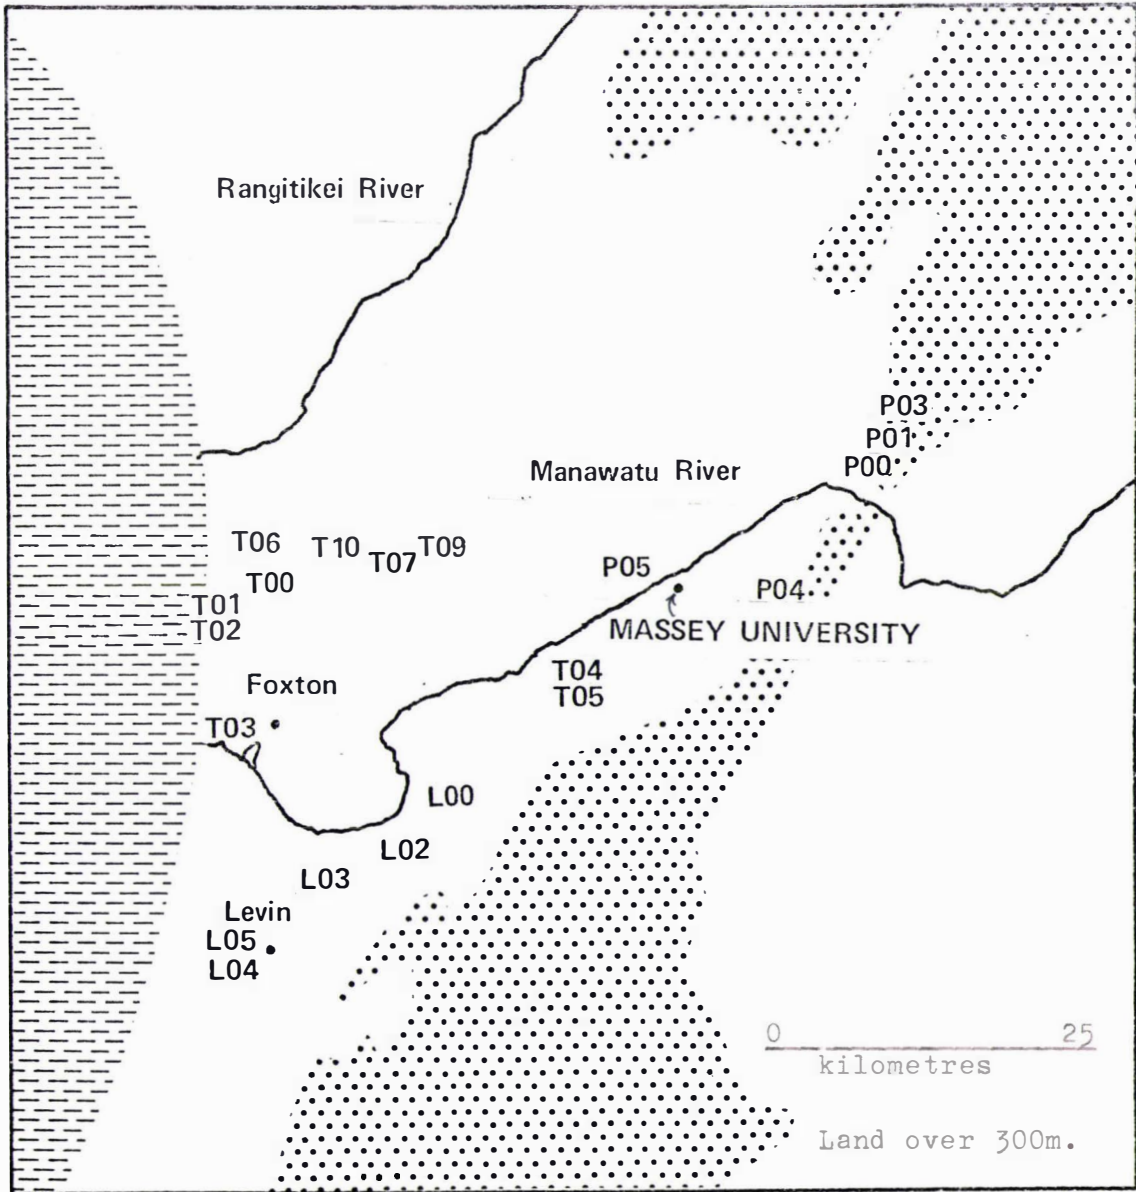 Rangitikei River
P03
P01
Manawatu River
P00
T06
T10
T07
T09
T00
P05
P04
T01
T02
MASSEY UNIVERSITY
T04
T05
Foxton
T03
L00
L02
L03
Levin
L05
L04
0 25
kilometres
Land over 300m.